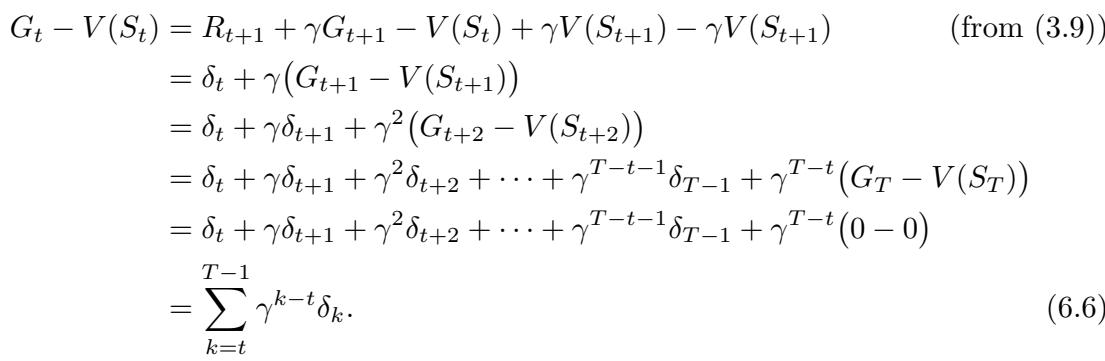 G_t − V(S_t) = R_{t+1} + γG_{t+1} − V(S_t) + γV(S_{t+1}) − γV(S_{t+1}) (from (3.9))
= δ_t + γ(G_{t+1} − V(S_{t+1}))
= δ_t + γδ_{t+1} + γ^2(G_{t+2} − V(S_{t+2}))
= δ_t + γδ_{t+1} + γ^2δ_{t+2} + ··· + γ^{T−t−1}δ_{T−1} + γ^{T−t}(G_T − V(S_T))
= δ_t + γδ_{t+1} + γ^2δ_{t+2} + ··· + γ^{T−t−1}δ_{T−1} + γ^{T−t}(0 − 0)
= ∑_{k=t}^{T−1} γ^{k−t}δ_k. (6.6)